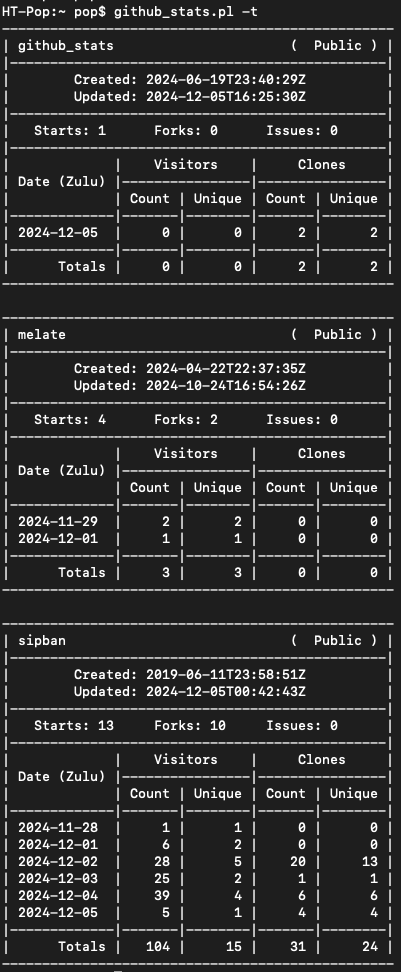 HT-Pop:~ pop$ github_stats.pl -t
-------------------------------------------------
| github_stats                      (  Public ) |
|-----------------------------------------------|
         Created: 2024-06-19T23:40:29Z
         Updated: 2024-12-05T16:25:30Z
|-----------------------------------------------|
|   Starts: 1      Forks: 0      Issues: 0      |
|-----------------------------------------------|
|             |    Visitors    |     Clones     |
| Date (Zulu) |----------------|----------------|
|             | Count | Unique | Count | Unique |
|-------------|-------|--------|-------|--------|
| 2024-12-05  |     0 |      0 |     2 |      2 |
|-------------|-------|--------|-------|--------|
|      Totals |     0 |      0 |     2 |      2 |
-------------------------------------------------
-------------------------------------------------
| melate                            (  Public ) |
|-----------------------------------------------|
         Created: 2024-04-22T22:37:35Z
         Updated: 2024-10-24T16:54:26Z
|-----------------------------------------------|
|   Starts: 4      Forks: 2      Issues: 0      |
|-----------------------------------------------|
|             |    Visitors    |     Clones     |
| Date (Zulu) |----------------|----------------|
|             | Count | Unique | Count | Unique |
|-------------|-------|--------|-------|--------|
| 2024-11-29  |     2 |      2 |     0 |      0 |
| 2024-12-01  |     1 |      1 |     0 |      0 |
|-------------|-------|--------|-------|--------|
|      Totals |     3 |      3 |     0 |      0 |
-------------------------------------------------
-------------------------------------------------
| sipban                            (  Public ) |
|-----------------------------------------------|
         Created: 2019-06-11T23:58:51Z
         Updated: 2024-12-05T00:42:43Z
|-----------------------------------------------|
|   Starts: 13     Forks: 10     Issues: 0      |
|-----------------------------------------------|
|             |    Visitors    |     Clones     |
| Date (Zulu) |----------------|----------------|
|             | Count | Unique | Count | Unique |
|-------------|-------|--------|-------|--------|
| 2024-11-28  |     1 |      1 |     0 |      0 |
| 2024-12-01  |     6 |      2 |     0 |      0 |
| 2024-12-02  |    28 |      5 |    20 |     13 |
| 2024-12-03  |    25 |      2 |     1 |      1 |
| 2024-12-04  |    39 |      4 |     6 |      6 |
| 2024-12-05  |     5 |      1 |     4 |      4 |
|-------------|-------|--------|-------|--------|
|      Totals |   104 |     15 |    31 |     24 |
-------------------------------------------------